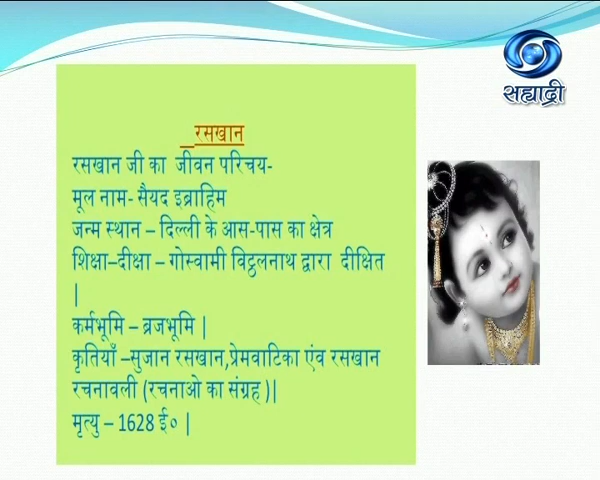 सह्याद्री
रसखान
रसखान जी का जीवन परिचय-
मूल नाम- सैयद इब्राहिम
जन्म स्थान – दिल्ली के आस-पास का क्षेत्र
शिक्षा–दीक्षा – गोस्वामी विट्ठलनाथ द्वारा दीक्षित
|
कर्मभूमि – ब्रजभूमि |
कृतियाँ –सुजान रसखान,प्रेमवाटिका एंव रसखान
रचनावली (रचनाओ का संग्रह )|
मृत्यु – 1628 ई० |